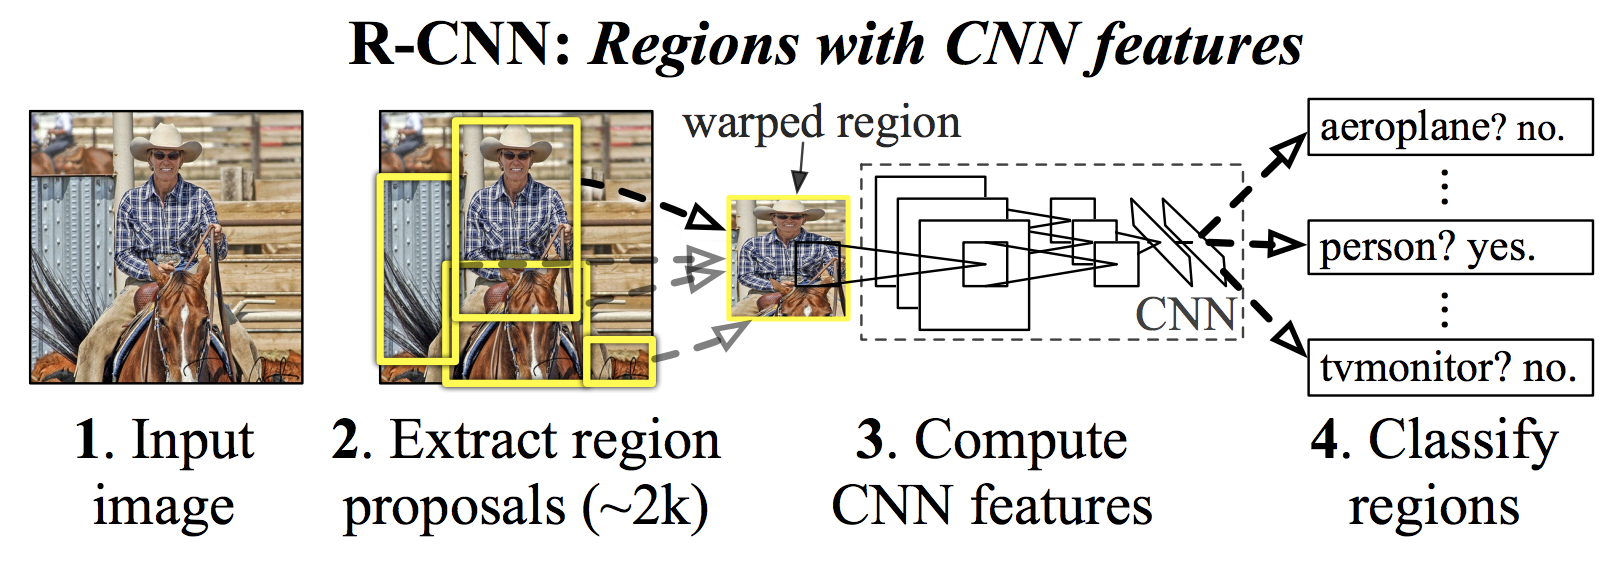 R-CNN: Regions with CNN features
warped region
aeroplane? no.
person? yes.
CNN
tvmonitor? no.
1. Input
image
2. Extract region
proposals (~2k)
3. Compute
CNN features
4. Classify
regions